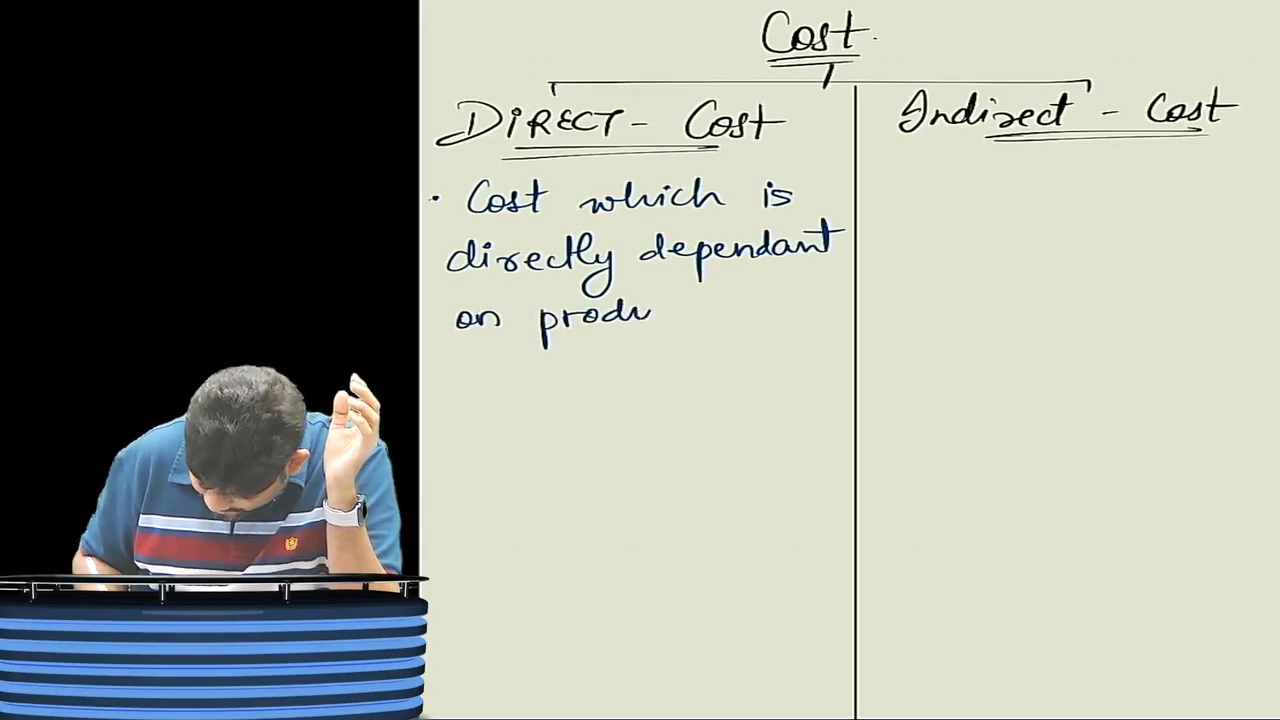 Cost.
DIRECT - Cost
Indirect - Cost
• Cost which is
directly dependant
on produ